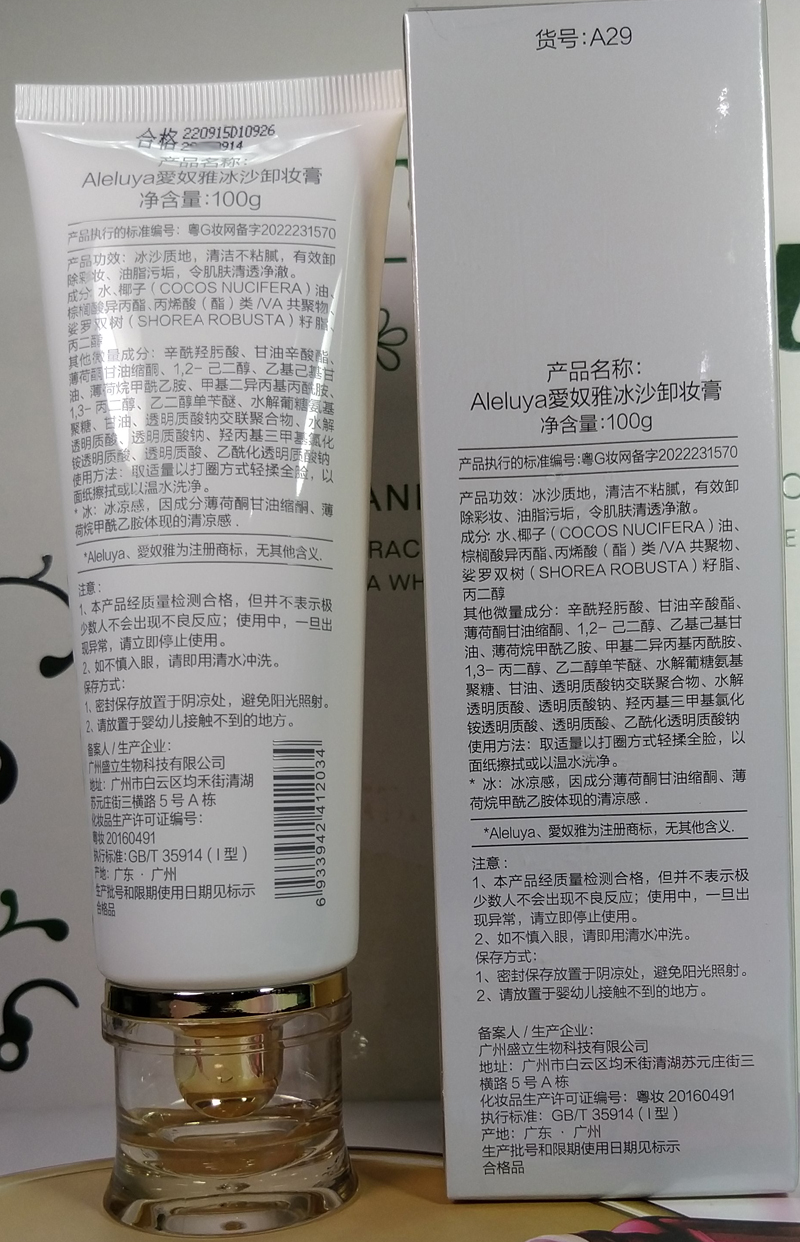 合格 220915D10926
产品名称：
Aleluya愛奴雅冰沙卸妆膏
净含量：100g
产品执行的标准编号：粤G妆网备字2022231570
产品功效：冰沙质地，清洁不粘腻，有效卸
除彩妆、油脂污垢，令肌肤清透净澈。
成分：水、椰子（COCOS NUCIFERA）油、
棕榈酸异丙酯、丙烯酸（酯）类 /VA 共聚物、
娑罗双树（SHOREA ROBUSTA）籽脂、
丙二醇
其他微量成分：辛酰羟肟酸、甘油辛酸酯、
薄荷酮甘油缩酮、1,2- 己二醇、乙基己基甘
油、薄荷烷甲酰乙胺、甲基二异丙基丙酰胺、
1,3- 丙二醇、乙二醇单苄醚、水解葡糖氨基
聚糖、甘油、透明质酸钠交联聚合物、水解
透明质酸、透明质酸钠、羟丙基三甲基氯化
铵透明质酸、透明质酸、乙酰化透明质酸钠
使用方法：取适量以打圈方式轻揉全脸，以
面纸擦拭或以温水洗净。
* 冰：冰凉感，因成分薄荷酮甘油缩酮、薄
荷烷甲酰乙胺体现的清凉感 .
*Aleluya、愛奴雅为注册商标，无其他含义.
注意：
1、本产品经质量检测合格，但并不表示极
少数人不会出现不良反应；使用中，一旦出
现异常，请立即停止使用。
2、如不慎入眼，请即用清水冲洗。
保存方式：
1、密封保存放置于阴凉处，避免阳光照射。
2、请放置于婴幼儿接触不到的地方。
备案人 / 生产企业：
广州盛立生物科技有限公司
地址：广州市白云区均禾街清湖
苏元庄街三横路 5 号 A 栋
化妆品生产许可证编号：
粤妆 20160491
执行标准：GB/T 35914（I 型）
产地：广东 · 广州
生产批号和限期使用日期见标示
合格品
6 933942 412034
货号：A29
产品名称：
Aleluya愛奴雅冰沙卸妆膏
净含量：100g
产品执行的标准编号：粤G妆网备字2022231570
产品功效：冰沙质地，清洁不粘腻，有效卸
除彩妆、油脂污垢，令肌肤清透净澈。
成分：水、椰子（COCOS NUCIFERA）油、
棕榈酸异丙酯、丙烯酸（酯）类 /VA 共聚物、
娑罗双树（SHOREA ROBUSTA）籽脂、
丙二醇
其他微量成分：辛酰羟肟酸、甘油辛酸酯、
薄荷酮甘油缩酮、1,2- 己二醇、乙基己基甘
油、薄荷烷甲酰乙胺、甲基二异丙基丙酰胺、
1,3- 丙二醇、乙二醇单苄醚、水解葡糖氨基
聚糖、甘油、透明质酸钠交联聚合物、水解
透明质酸、透明质酸钠、羟丙基三甲基氯化
铵透明质酸、透明质酸、乙酰化透明质酸钠
使用方法：取适量以打圈方式轻揉全脸，以
面纸擦拭或以温水洗净。
* 冰：冰凉感，因成分薄荷酮甘油缩酮、薄
荷烷甲酰乙胺体现的清凉感 .
*Aleluya、愛奴雅为注册商标，无其他含义.
注意：
1、本产品经质量检测合格，但并不表示极
少数人不会出现不良反应；使用中，一旦出
现异常，请立即停止使用。
2、如不慎入眼，请即用清水冲洗。
保存方式：
1、密封保存放置于阴凉处，避免阳光照射。
2、请放置于婴幼儿接触不到的地方。
备案人 / 生产企业：
广州盛立生物科技有限公司
地址：广州市白云区均禾街清湖苏元庄街三
横路 5 号 A 栋
化妆品生产许可证编号：粤妆 20160491
执行标准：GB/T 35914（I 型）
产地：广东 · 广州
生产批号和限期使用日期见标示
合格品